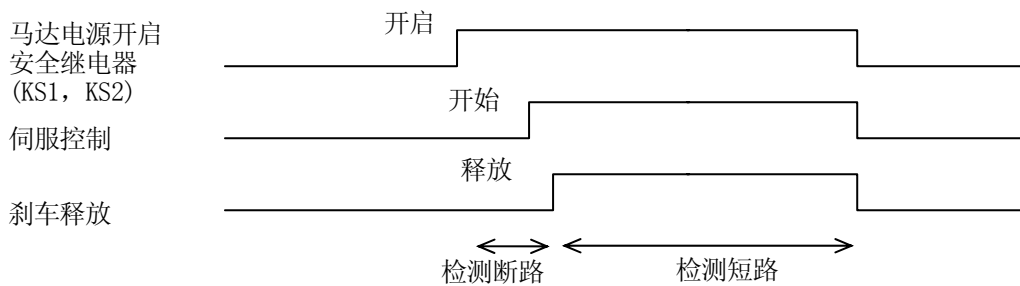 马达电源开启
安全继电器
(KS1，KS2)
开启
伺服控制
开始
刹车释放
释放
检测断路
检测短路